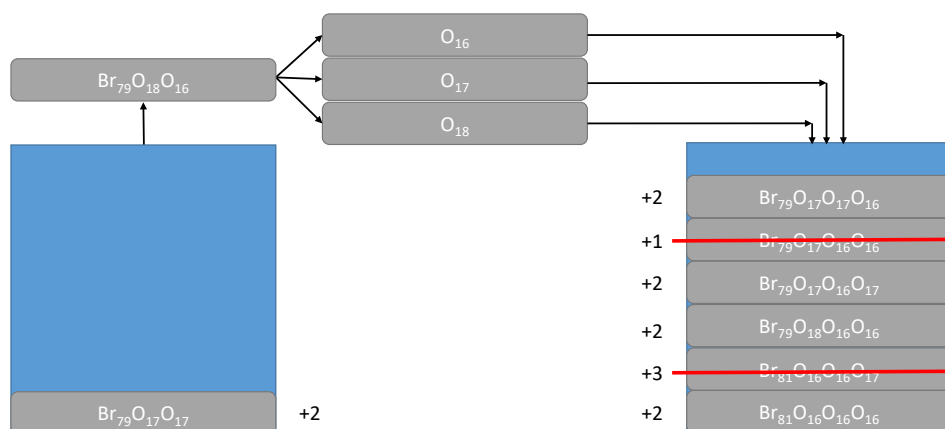 O₁₆
Br₇₉O₁₈O₁₆
O₁₇
O₁₈
+2 Br₇₉O₁₇O₁₇O₁₆
+1 Br₇₉O₁₇O₁₆O₁₆
+2 Br₇₉O₁₇O₁₆O₁₇
+2 Br₇₉O₁₈O₁₆O₁₆
+3 Br₈₁O₁₆O₁₆O₁₇
Br₇₉O₁₇O₁₇ +2
+2 Br₈₁O₁₆O₁₆O₁₆